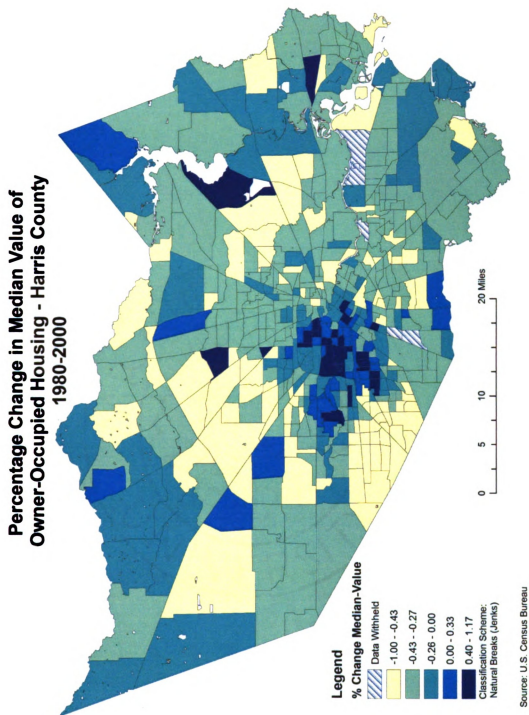 Percentage Change in Median Value of
Owner-Occupied Housing - Harris County
1980-2000
Legend
% Change Median-Value
Data Withheld
-1.00 - -0.43
-0.43 - -0.27
-0.26 - 0.00
0.00 - 0.33
0.40 - 1.17
Classification Scheme:
Natural Breaks (Jenks)
Source: U.S. Census Bureau
0 5 10 20 Miles